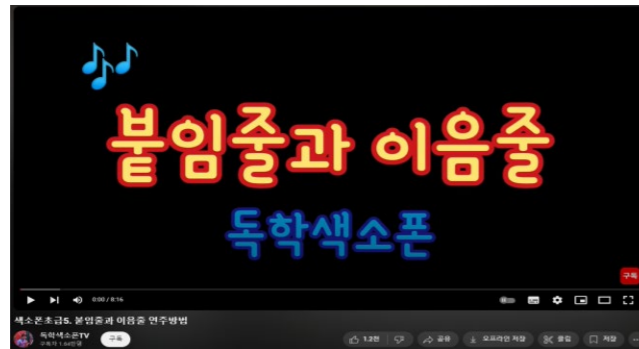 붙임줄과 이음줄
독학색소폰
구독
0:00 / 8:16
색소폰초급5. 붙임줄과 이음줄 연주방법
독학색소폰TV
구독
1.2천
공유
오프라인 저장
클립
저장